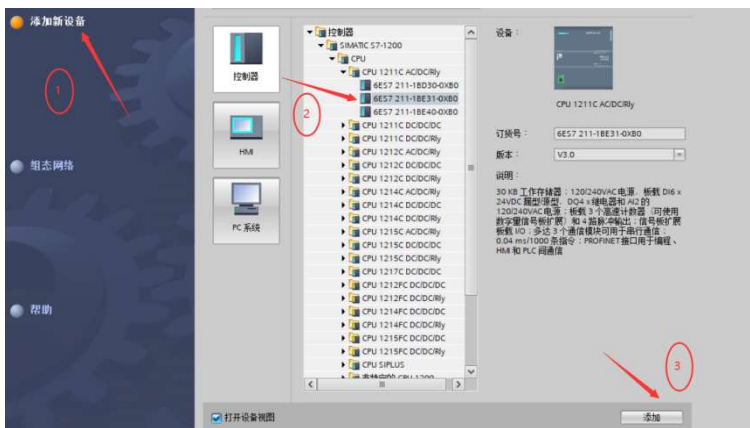 添加新设备
1
组态网络
帮助
控制器
HMI
PC 系统
控制器
SIMATIC S7-1200
CPU
CPU 1211C AC/DC/Rly
6ES7 211-1BD30-0XB0
6ES7 211-1BE31-0XB0
6ES7 211-1BE40-0XB0
2
CPU 1211C DC/DC/DC
CPU 1211C DC/DC/Rly
CPU 1212C AC/DC/Rly
CPU 1212C DC/DC/DC
CPU 1212C DC/DC/Rly
CPU 1214C AC/DC/Rly
CPU 1214C DC/DC/DC
CPU 1214C DC/DC/Rly
CPU 1215C AC/DC/Rly
CPU 1215C DC/DC/DC
CPU 1215C DC/DC/Rly
CPU 1217C DC/DC/DC
CPU 1212FC DC/DC/DC
CPU 1212FC DC/DC/Rly
CPU 1214FC DC/DC/DC
CPU 1214FC DC/DC/Rly
CPU 1215FC DC/DC/DC
CPU 1215FC DC/DC/Rly
CPU SIPLUS
非特定的 CPU 1200
打开设备视图
设备：
CPU 1211C AC/DC/Rly
订货号：
6ES7 211-1BE31-0XB0
版本：
V3.0
说明：
30 KB 工作存储器；120/240VAC 电源，板载 DI6 x
24VDC 漏型/源型，DQ4 x继电器和 AI2 的
120/240VAC 电源；板载 3 个高速计数器（可使用
数字量信号板扩展）和 4 路脉冲输出；信号板扩展
板载 I/O；多达 3 个通信模块可用于串行通信；
0.04 ms/1000 条指令；PROFINET 接口用于编程、
HMI 和 PLC 间通信
3
添加